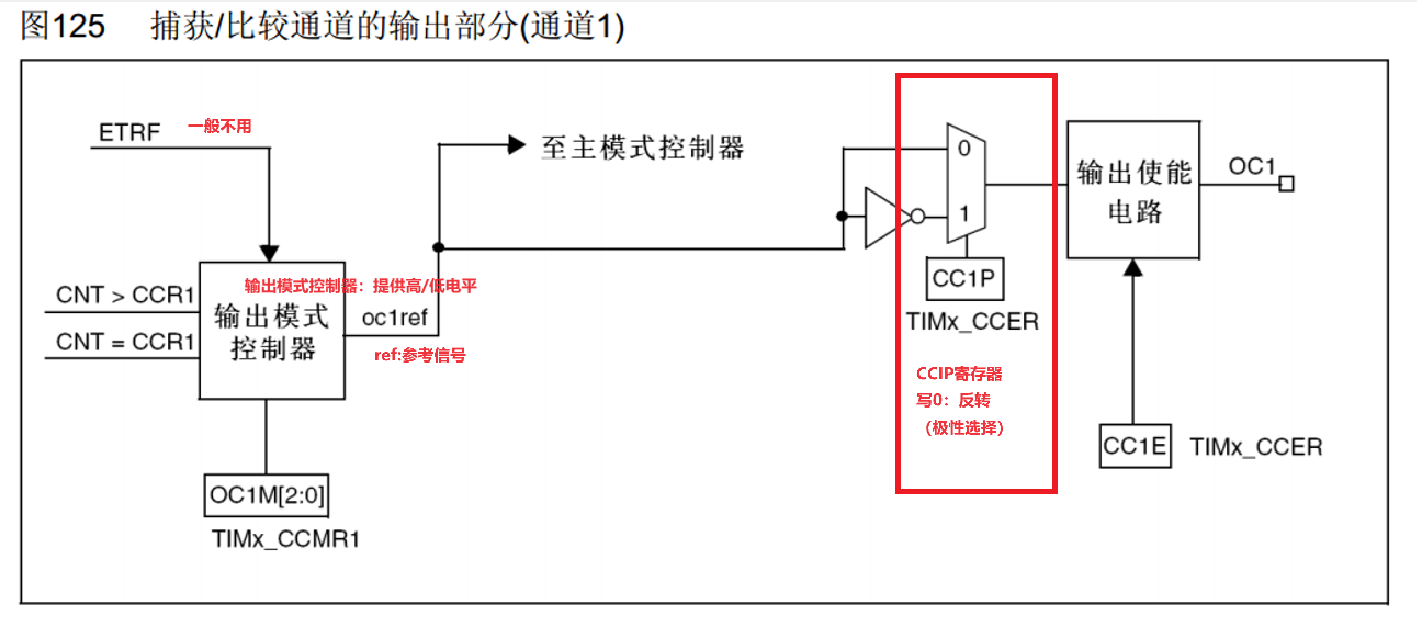 图125 捕获/比较通道的输出部分(通道1)
ETRF 一般不用
至主模式控制器
0
1
输出使能
电路
OC1
CC1P
TIMx_CCER
CNT > CCR1
CNT = CCR1
输出模式控制器：提供高/低电平
输出模式
控制器
oc1ref
ref:参考信号
CCIP寄存器
写0：反转
（极性选择）
CC1E TIMx_CCER
OC1M[2:0]
TIMx_CCMR1